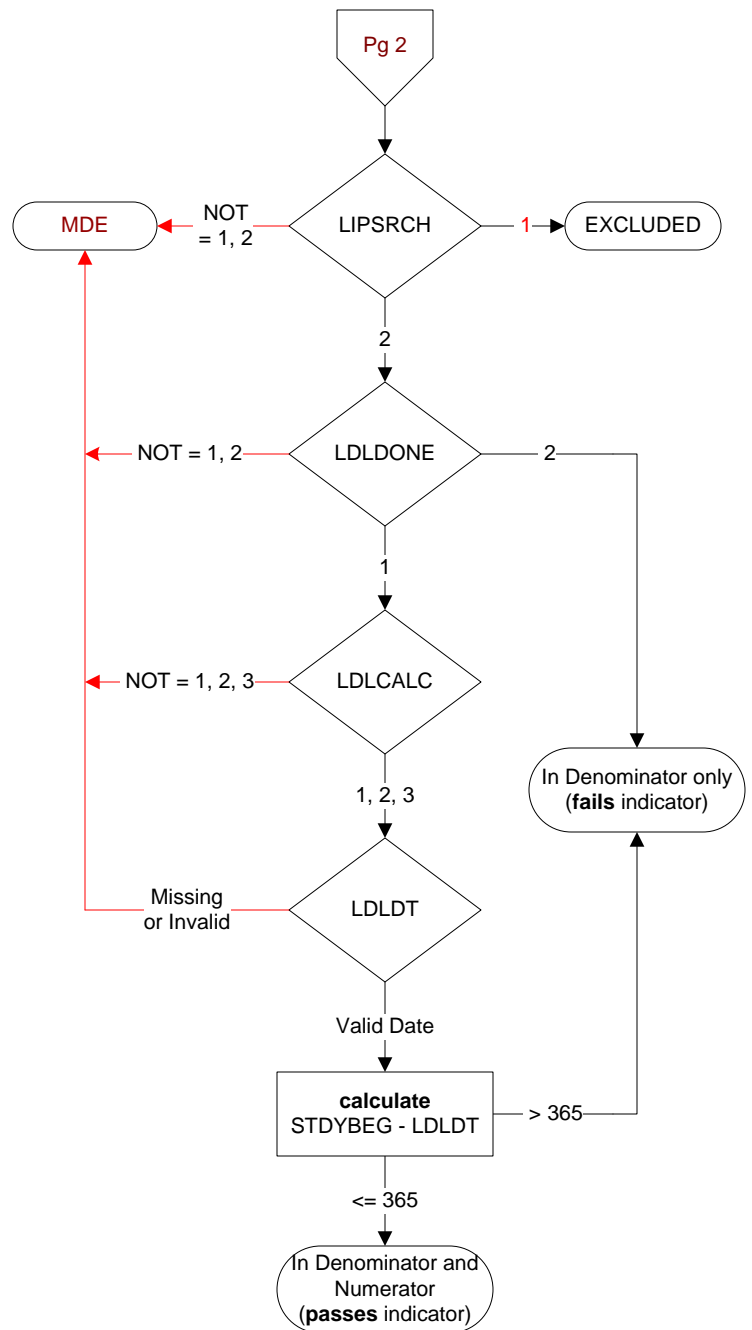 Pg 2
MDE
NOT
= 1, 2
LIPSRCH
1
EXCLUDED
2
NOT = 1, 2
LDLDONE
2
1
NOT = 1, 2, 3
LDLCALC
1, 2, 3
In Denominator only
(fails indicator)
Missing
or Invalid
LDLDT
Valid Date
calculate
STDYBEG - LDLDT
> 365
<= 365
In Denominator and
Numerator
(passes indicator)